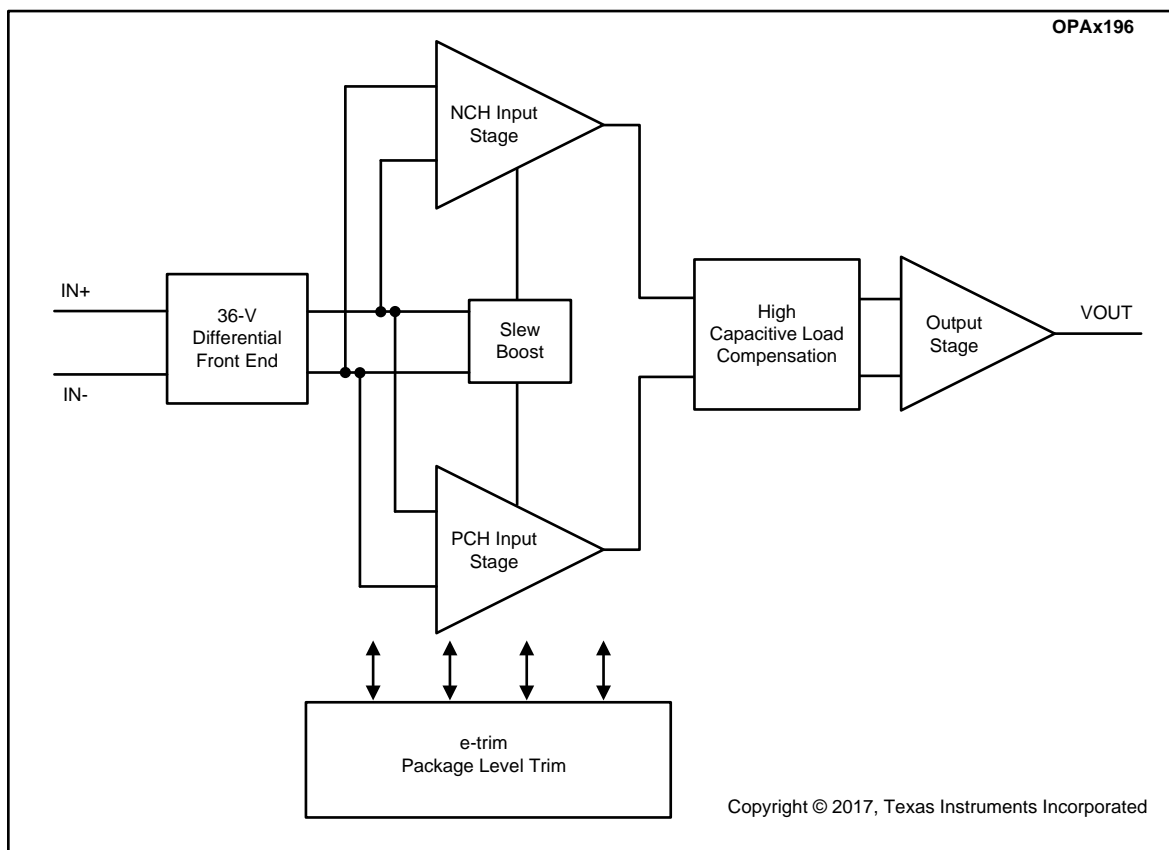 OPAx196
NCH Input
Stage
IN+
IN-
36-V
Differential
Front End
Slew
Boost
High
Capacitive Load
Compensation
Output
Stage
VOUT
PCH Input
Stage
e-trim
Package Level Trim
Copyright © 2017, Texas Instruments Incorporated